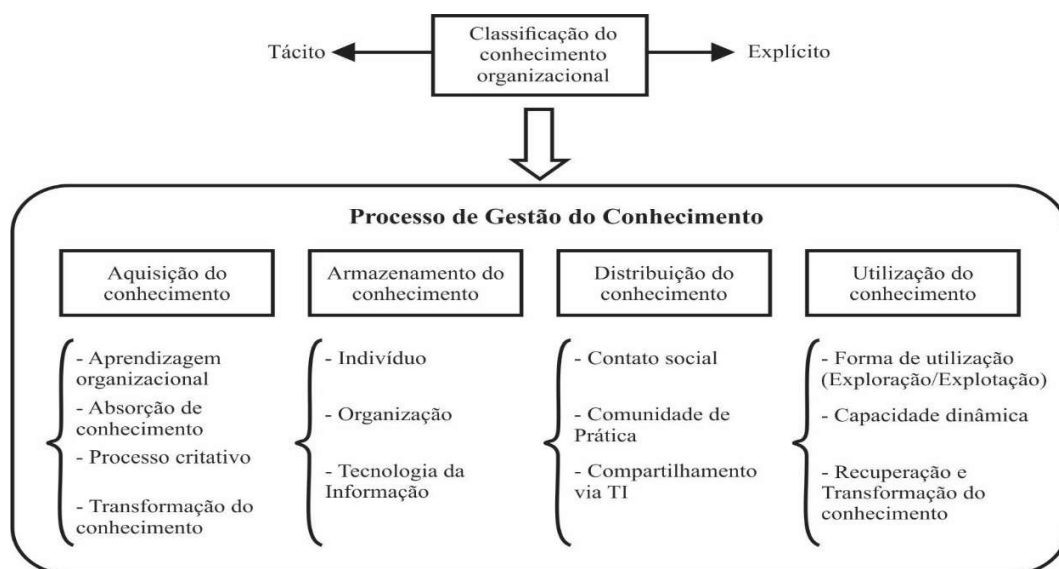 Classificação do
conhecimento
organizacional
Tácito
Explícito
Processo de Gestão do Conhecimento
Aquisição do
conhecimento
- Aprendizagem
organizacional
- Absorção de
conhecimento
- Processo critativo
- Transformação do
conhecimento
Armazenamento do
conhecimento
- Indivíduo
- Organização
- Tecnologia da
Informação
Distribuição do
conhecimento
- Contato social
- Comunidade de
Prática
- Compartilhamento
via TI
Utilização do
conhecimento
- Forma de utilização
(Exploração/Explotação)
- Capacidade dinâmica
- Recuperação e
Transformação do
conhecimento